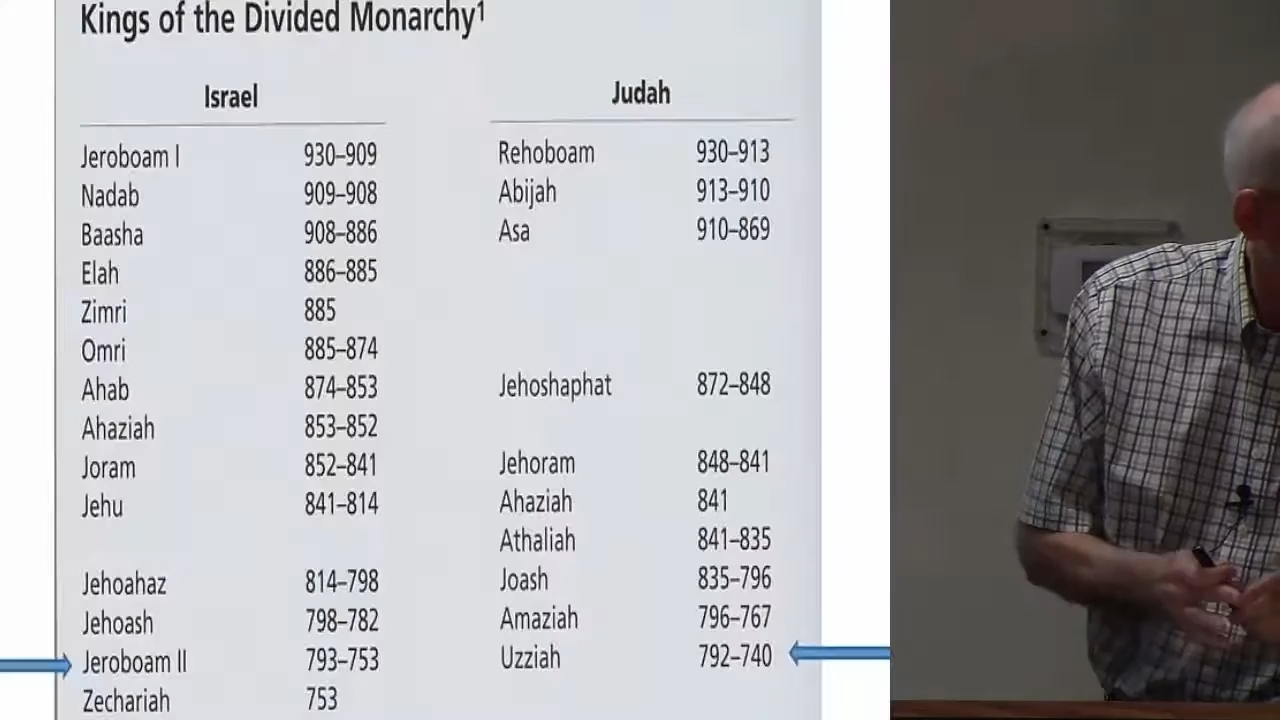 Kings of the Divided Monarchy¹
Israel Judah
Jeroboam I 930–909 Rehoboam 930–913
Nadab 909–908 Abijah 913–910
Baasha 908–886 Asa 910–869
Elah 886–885
Zimri 885
Omri 885–874
Ahab 874–853 Jehoshaphat 872–848
Ahaziah 853–852
Joram 852–841 Jehoram 848–841
Jehu 841–814 Ahaziah 841
Athaliah 841–835
Jehoahaz 814–798 Joash 835–796
Jehoash 798–782 Amaziah 796–767
Jeroboam II 793–753 Uzziah 792–740
Zechariah 753